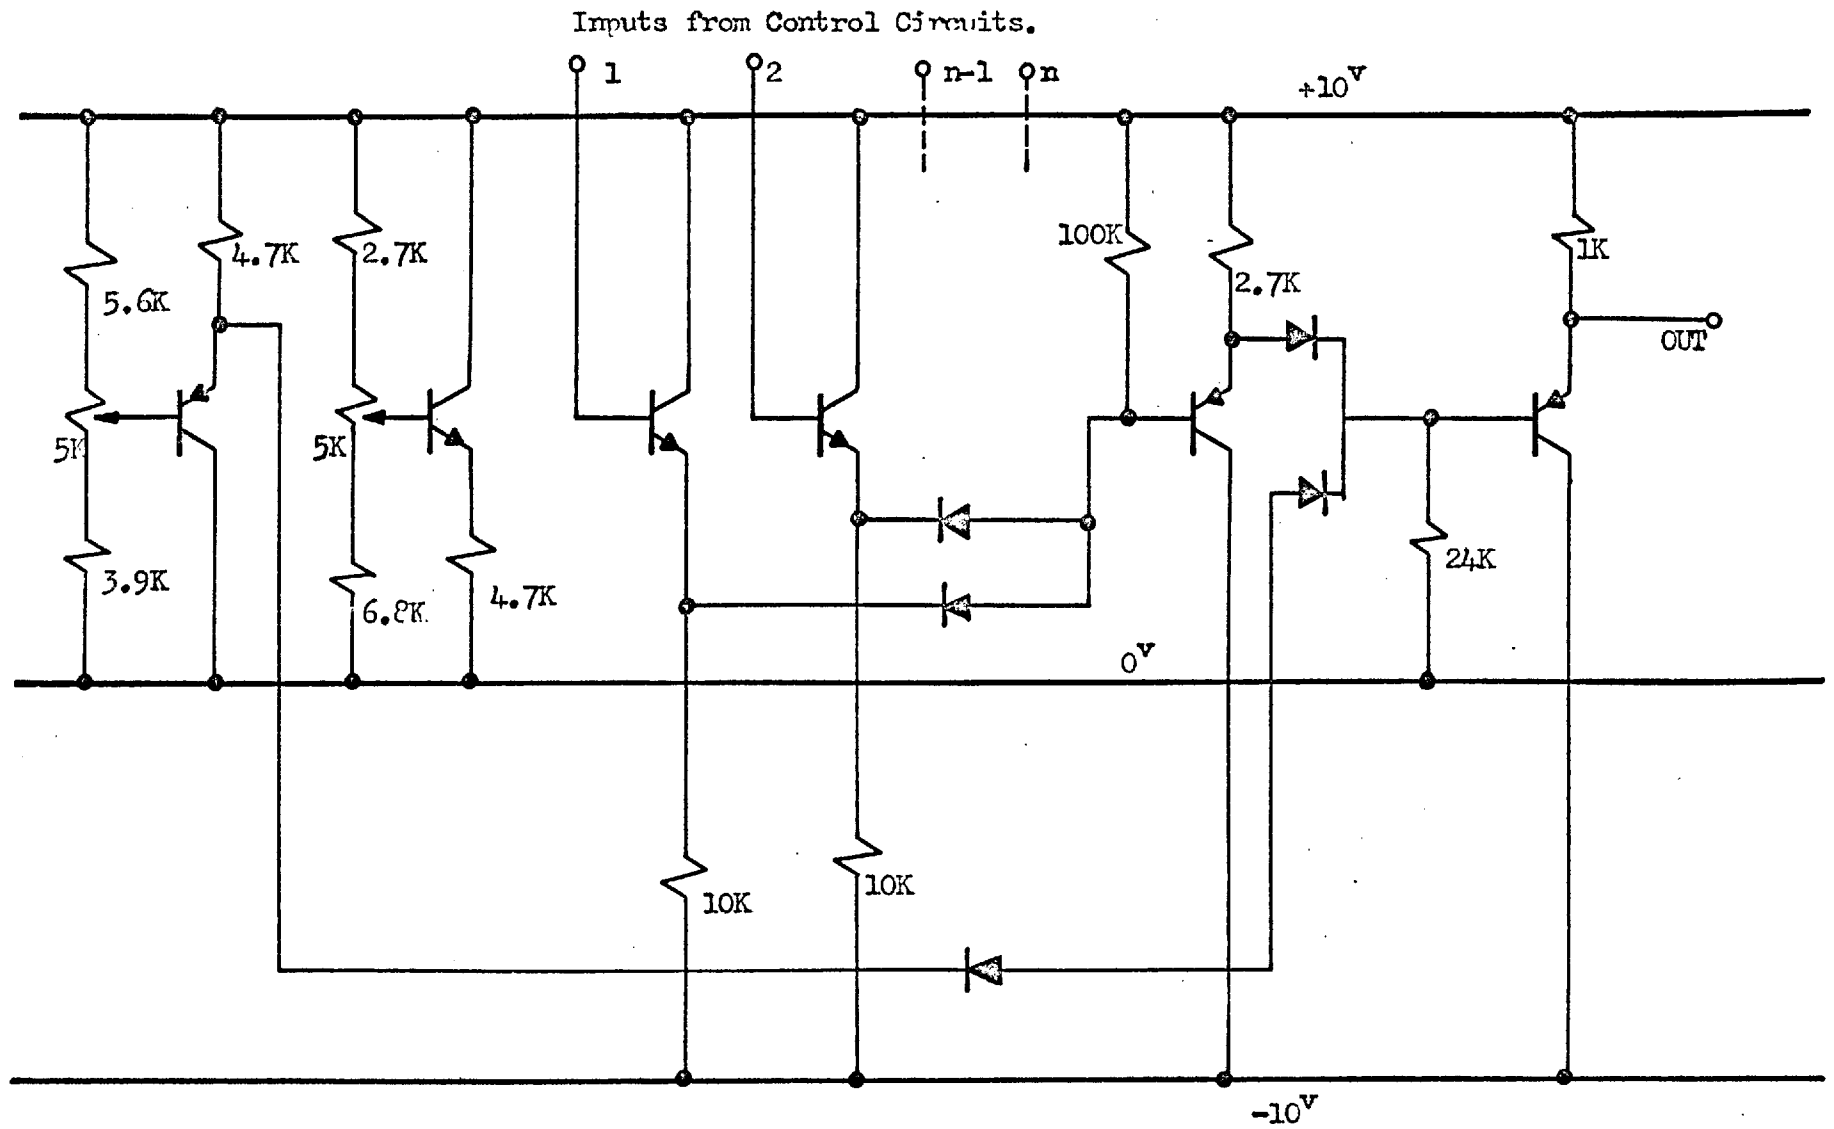 Inputs from Control Circuits.
1
2
n-1
n
+10v
4.7K
2.7K
100K
1K
5.6K
2.7K
OUT
5K
5K
24K
3.9K
4.7K
6.8K
0v
10K
10K
-10v